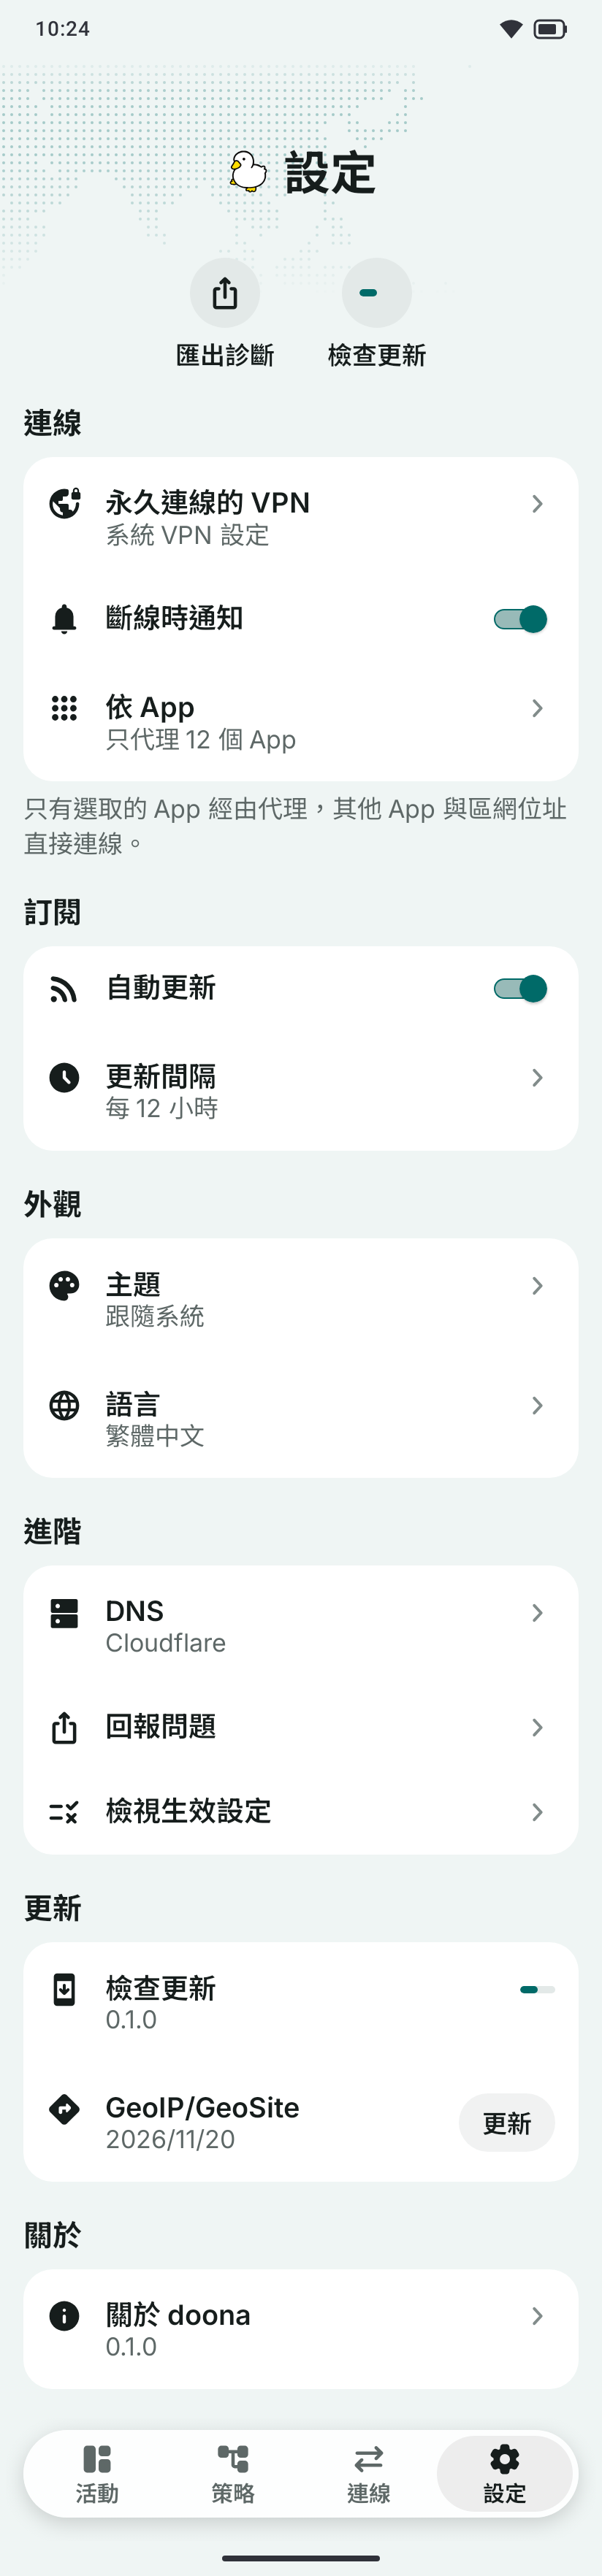 10:24
設定
匯出診斷
檢查更新
連線
永久連線的 VPN
系統 VPN 設定
斷線時通知
依 App
只代理 12 個 App
只有選取的 App 經由代理，其他 App 與區網位址
直接連線。
訂閱
自動更新
更新間隔
每 12 小時
外觀
主題
跟隨系統
語言
繁體中文
進階
DNS
Cloudflare
回報問題
檢視生效設定
更新
檢查更新
0.1.0
GeoIP/GeoSite
2026/11/20
更新
關於
關於 doona
0.1.0
活動
策略
連線
設定